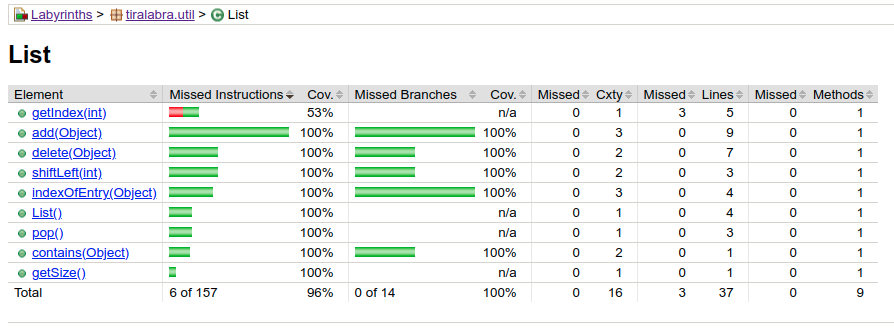 Labyrinths > tiralabra.util > List
List
Element Missed Instructions Cov. Missed Branches Cov. Missed Cxty Missed Lines Missed Methods
getIndex(int) 53% n/a 0 1 3 5 0 1
add(Object) 100% 100% 0 3 0 9 0 1
delete(Object) 100% 100% 0 2 0 7 0 1
shiftLeft(int) 100% 100% 0 2 0 3 0 1
indexOfEntry(Object) 100% 100% 0 3 0 4 0 1
List() 100% n/a 0 1 0 4 0 1
pop() 100% n/a 0 1 0 3 0 1
contains(Object) 100% 100% 0 2 0 1 0 1
getSize() 100% n/a 0 1 0 1 0 1
Total 6 of 157 96% 0 of 14 100% 0 16 3 37 0 9